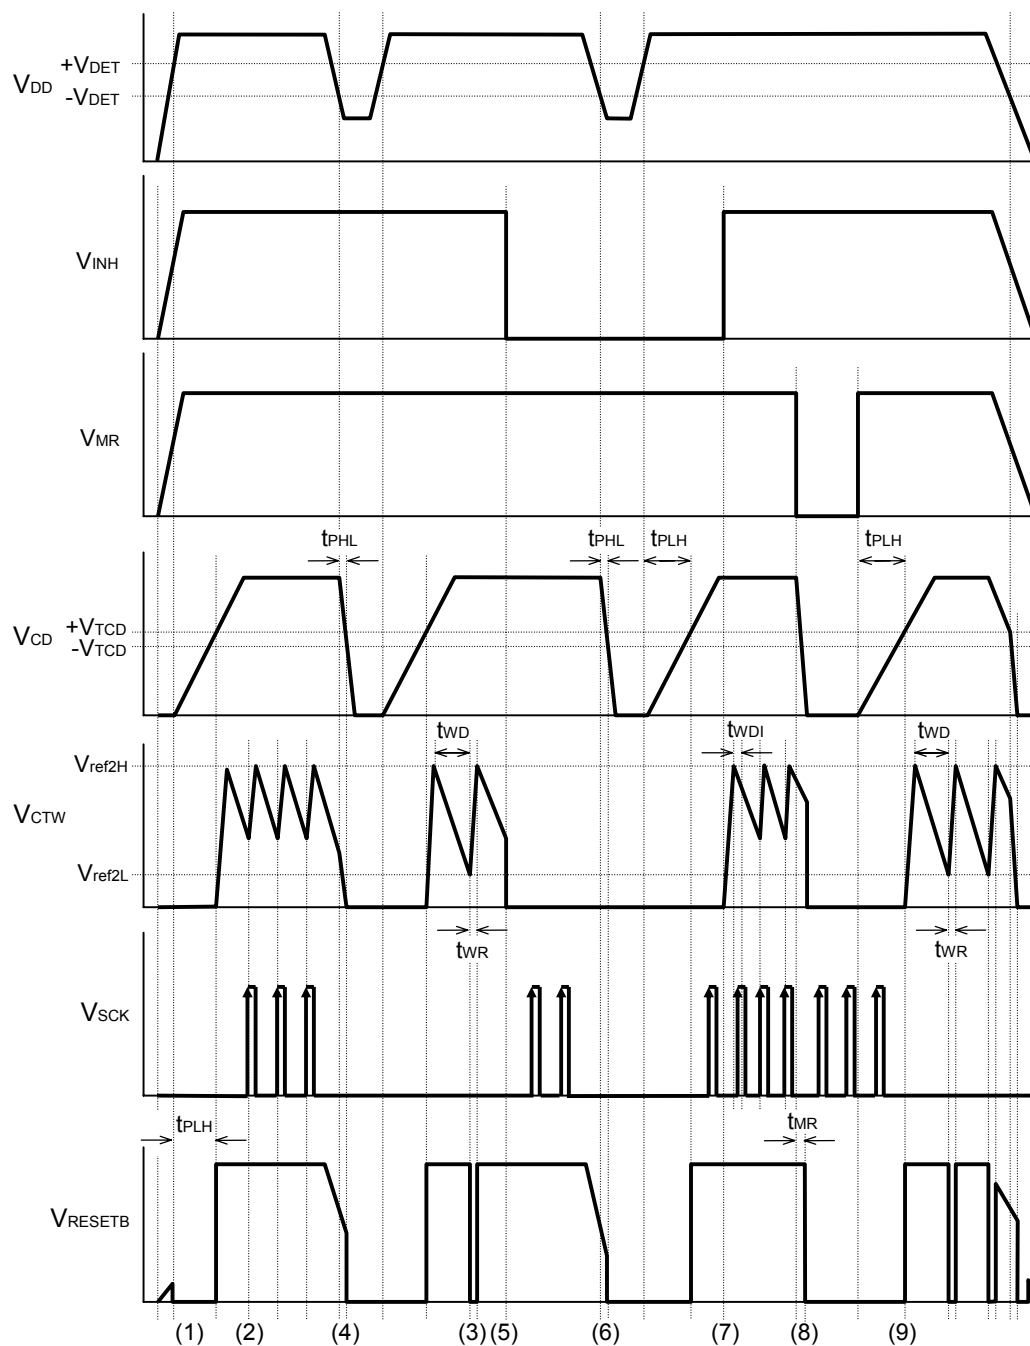 +VDET
VDD
-VDET
VINH
VMR
tPHL
tPHL
tPLH
tPLH
+VTCD
VCD
-VTCD
tWD
tWDI
tWD
Vref2H
VCTW
Vref2L
tWR
tWR
VSCK
tPLH
tMR
VRESETB
(1) (2) (4) (3) (5) (6) (7) (8) (9)